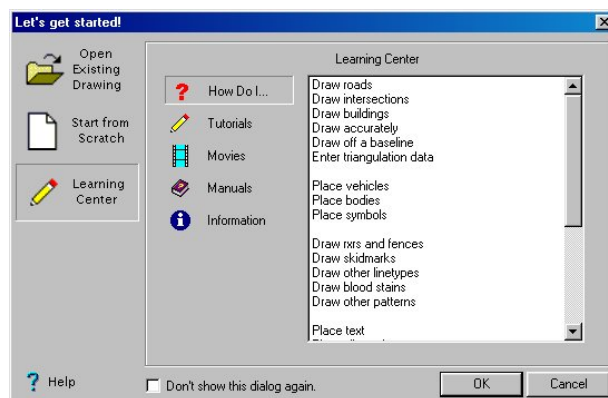 Let's get started!
Open
Existing
Drawing
Start from
Scratch
Learning
Center
Help
Learning Center
How Do I...
Tutorials
Movies
Manuals
Information
Draw roads
Draw intersections
Draw buildings
Draw accurately
Draw off a baseline
Enter triangulation data
Place vehicles
Place bodies
Place symbols
Draw rxrs and fences
Draw skidmarks
Draw other linetypes
Draw blood stains
Draw other patterns
Place text
Don't show this dialog again.
OK
Cancel